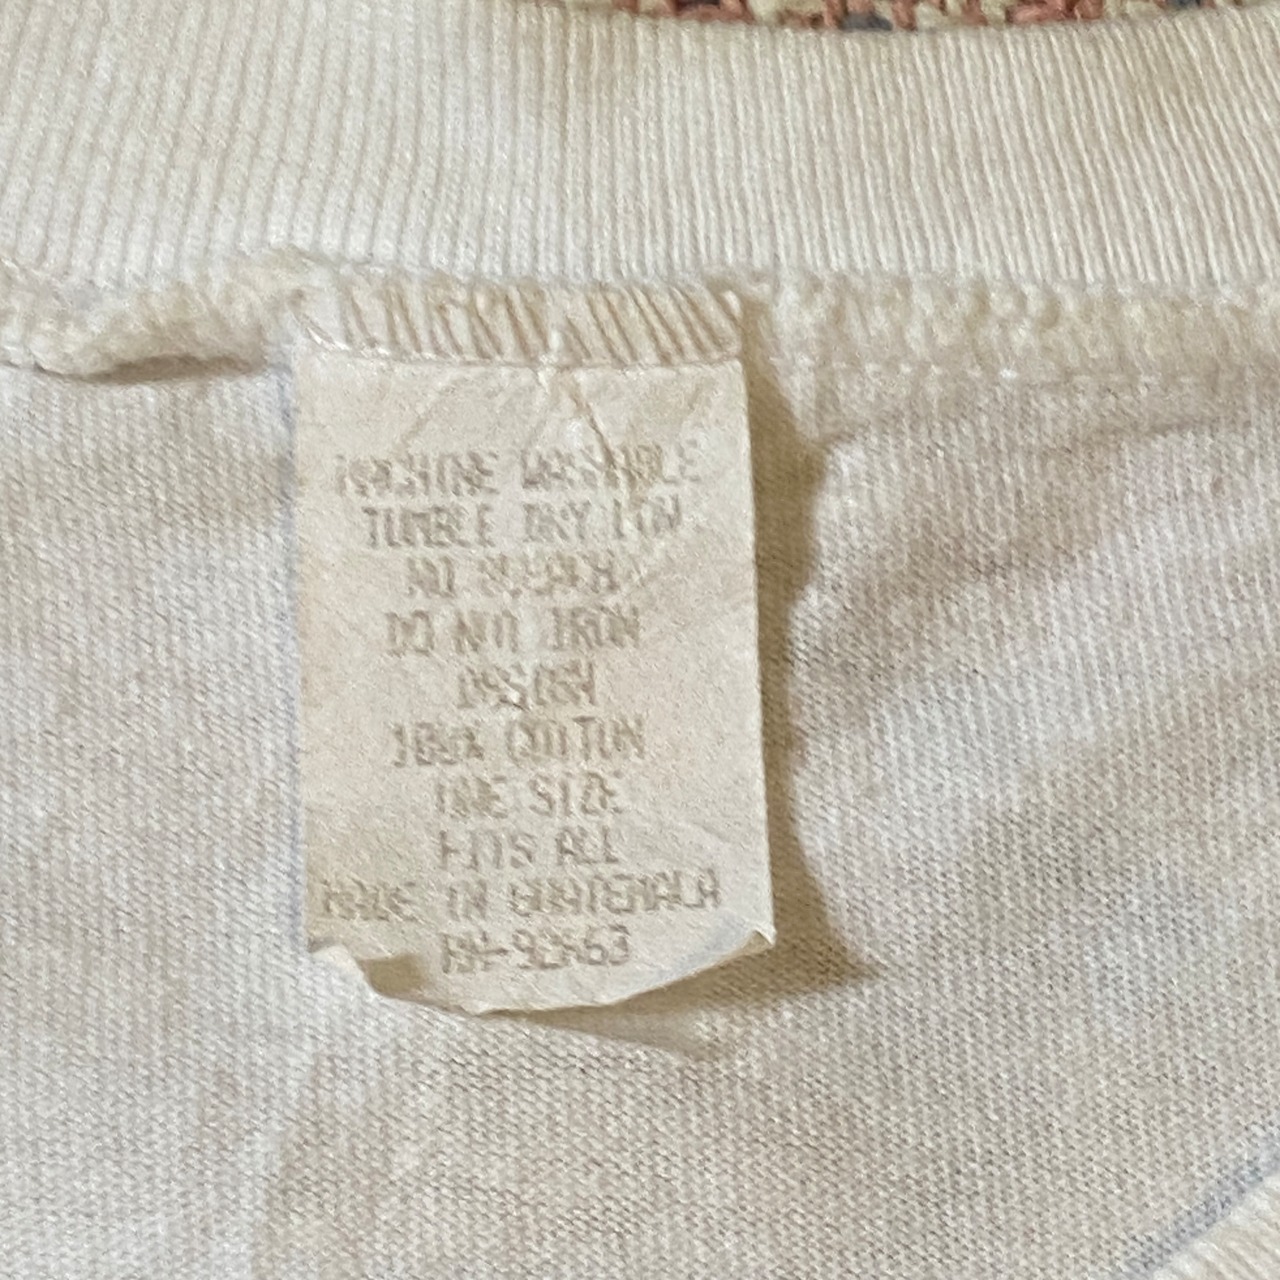 MACHINE WASHABLE
TUMBLE DRY LOW
NO BLEACH
DO NOT IRON
100% COTTON
ONE SIZE
FITS ALL
MADE IN GUATEMALA